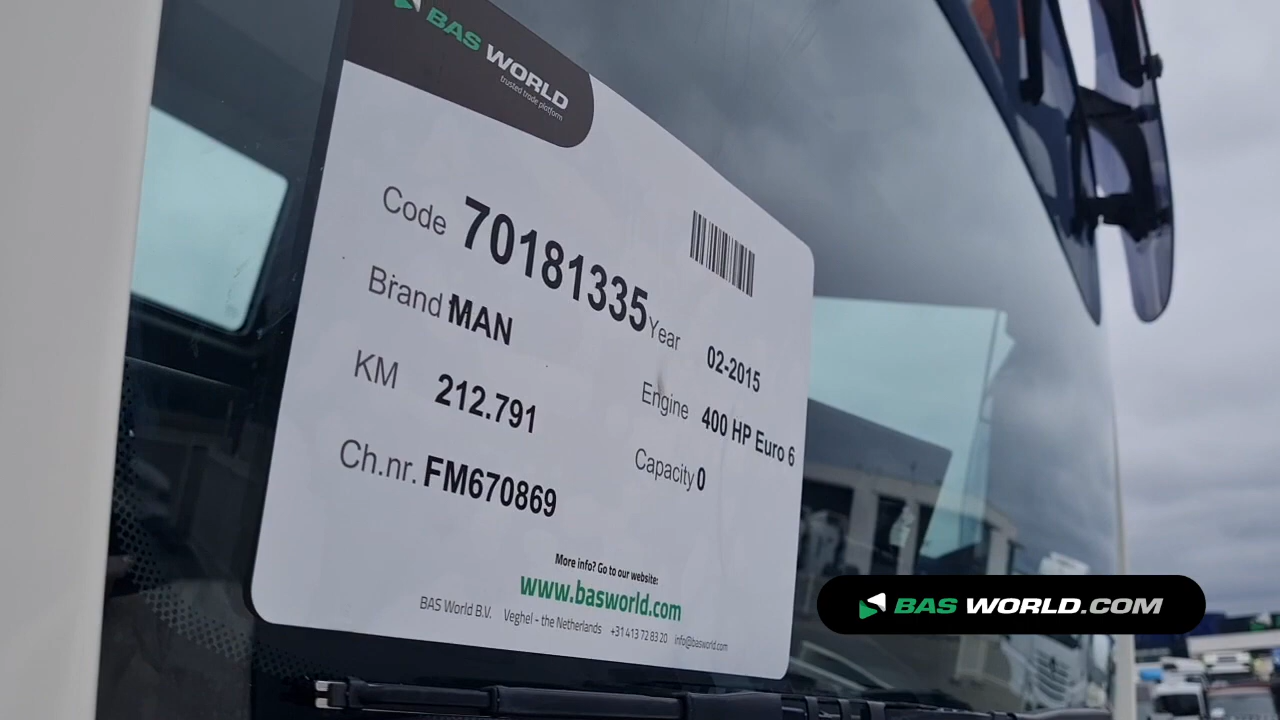 BAS WORLD
trusted trade platform
Code 70181335
Year 02-2015
Brand MAN
Engine 400 HP Euro 6
KM 212.791
Capacity 0
Ch.nr. FM670869
More info? Go to our website:
www.basworld.com
BAS World B.V. Veghel - the Netherlands +31 413 72 83 20 info@basworld.com
BAS WORLD.COM